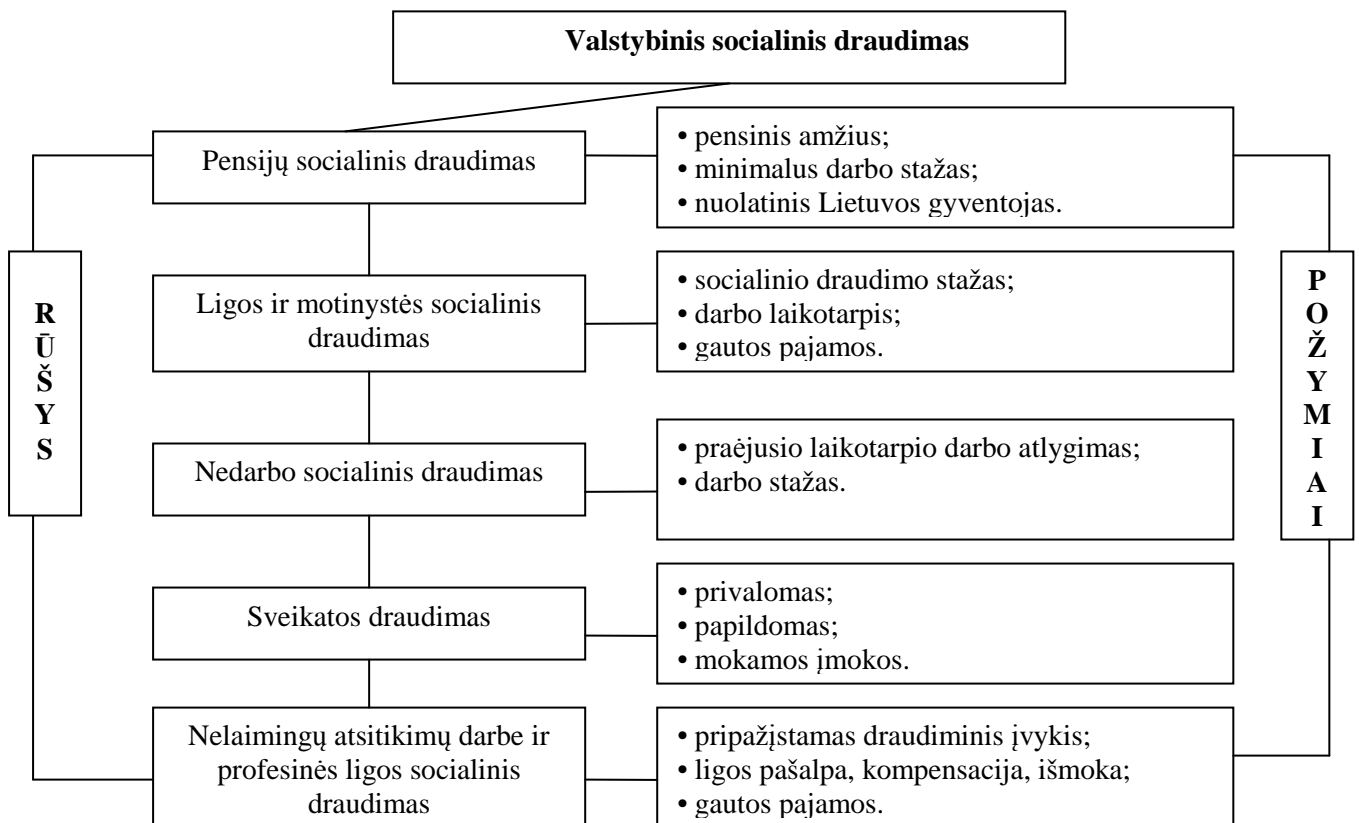 Valstybinis socialinis draudimas
Pensijų socialinis draudimas
• pensinis amžius;
• minimalus darbo stažas;
• nuolatinis Lietuvos gyventojas.
RŪŠYS
Ligos ir motinystės socialinis
draudimas
• socialinio draudimo stažas;
• darbo laikotarpis;
• gautos pajamos.
POŽYMIAI
Nedarbo socialinis draudimas
• praėjusio laikotarpio darbo atlygimas;
• darbo stažas.
Sveikatos draudimas
• privalomas;
• papildomas;
• mokamos įmokos.
Nelaimingų atsitikimų darbe ir
profesinės ligos socialinis
draudimas
• pripažįstamas draudiminis įvykis;
• ligos pašalpa, kompensacija, išmoka;
• gautos pajamos.